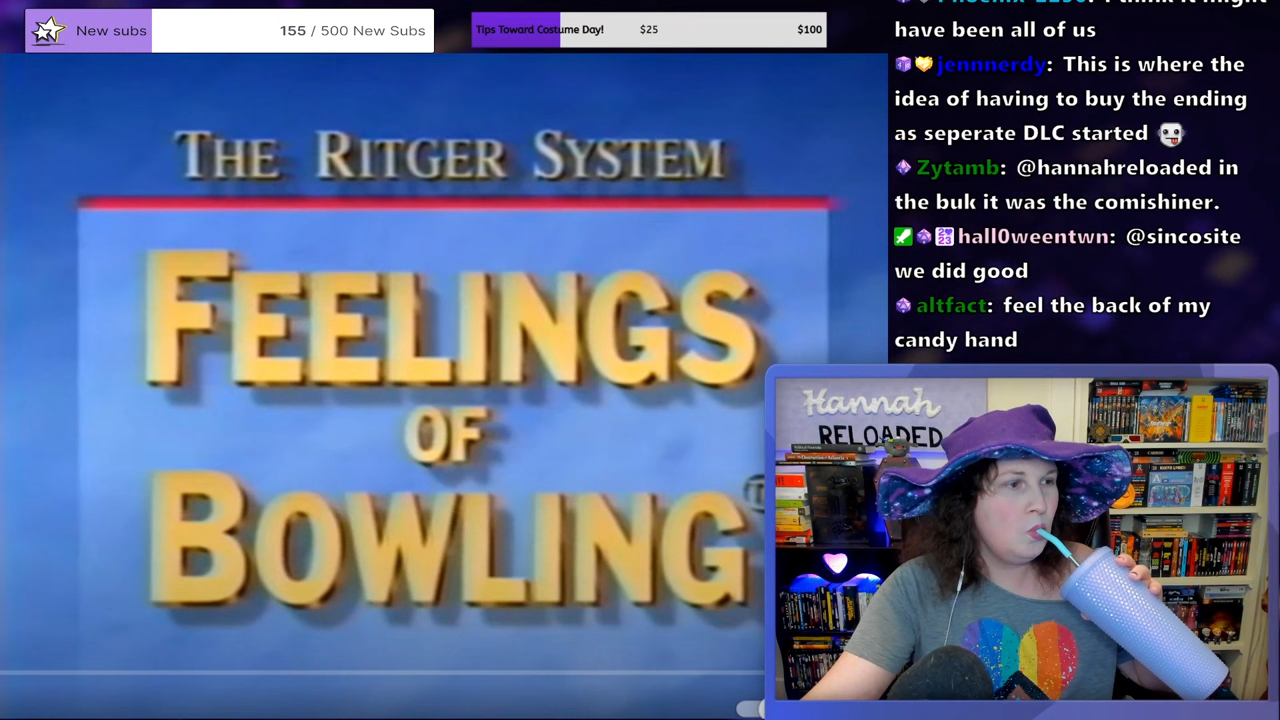 New subs
155 / 500 New Subs
Tips Toward Costume Day!
$25
$100
THE RITGER SYSTEM
FEELINGS
OF
BOWLING
have been all of us
jennnerdy: This is where the
idea of having to buy the ending
as seperate DLC started
Zytamb: @hannahreloaded in
the buk it was the comishiner.
hall0weentwn: @sincosite
we did good
altfact: feel the back of my
candy hand
Hannah
RELOADED